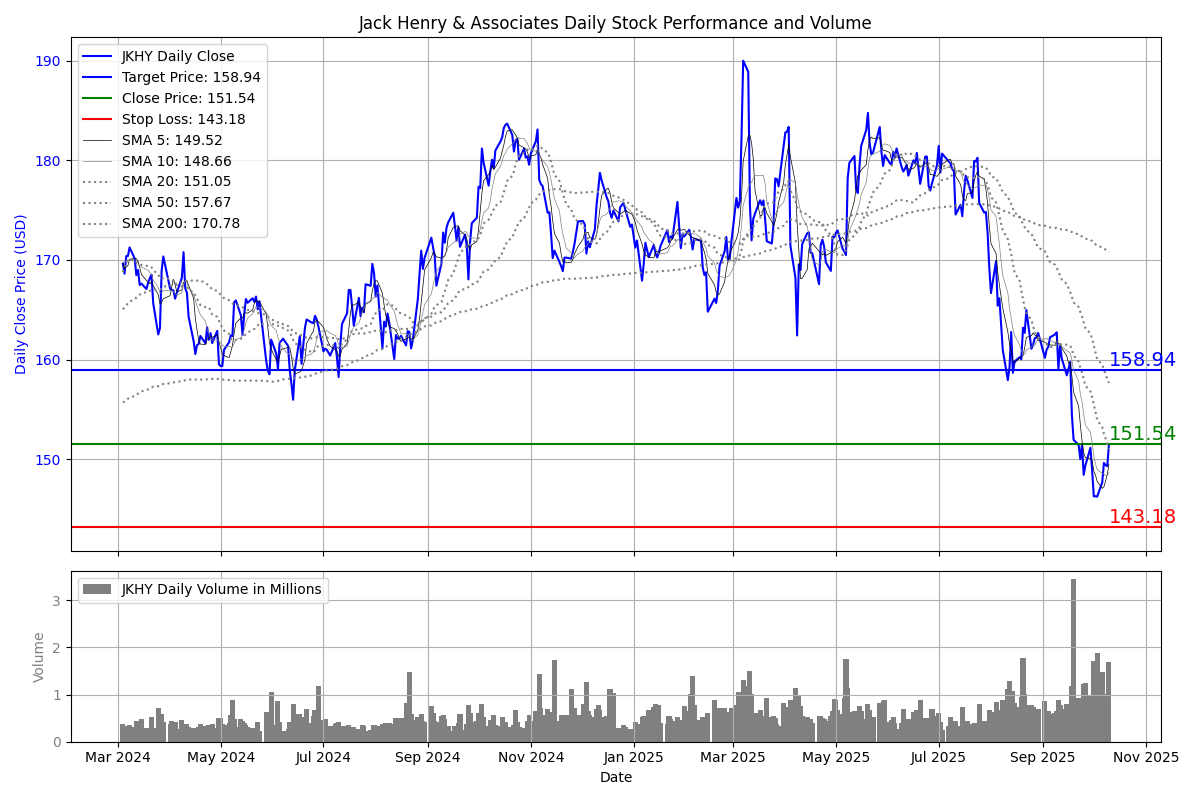 Jack Henry & Associates Daily Stock Performance and Volume
JKHY Daily Close
Target Price: 158.94
Close Price: 151.54
Stop Loss: 143.18
SMA 5: 149.52
SMA 10: 148.66
SMA 20: 151.05
SMA 50: 157.67
SMA 200: 170.78
190
180
170
160
150
Daily Close Price (USD)
158.94
151.54
143.18
JKHY Daily Volume in Millions
3
2
1
0
Volume
Mar 2024
May 2024
Jul 2024
Sep 2024
Nov 2024
Jan 2025
Mar 2025
May 2025
Jul 2025
Sep 2025
Nov 2025
Date